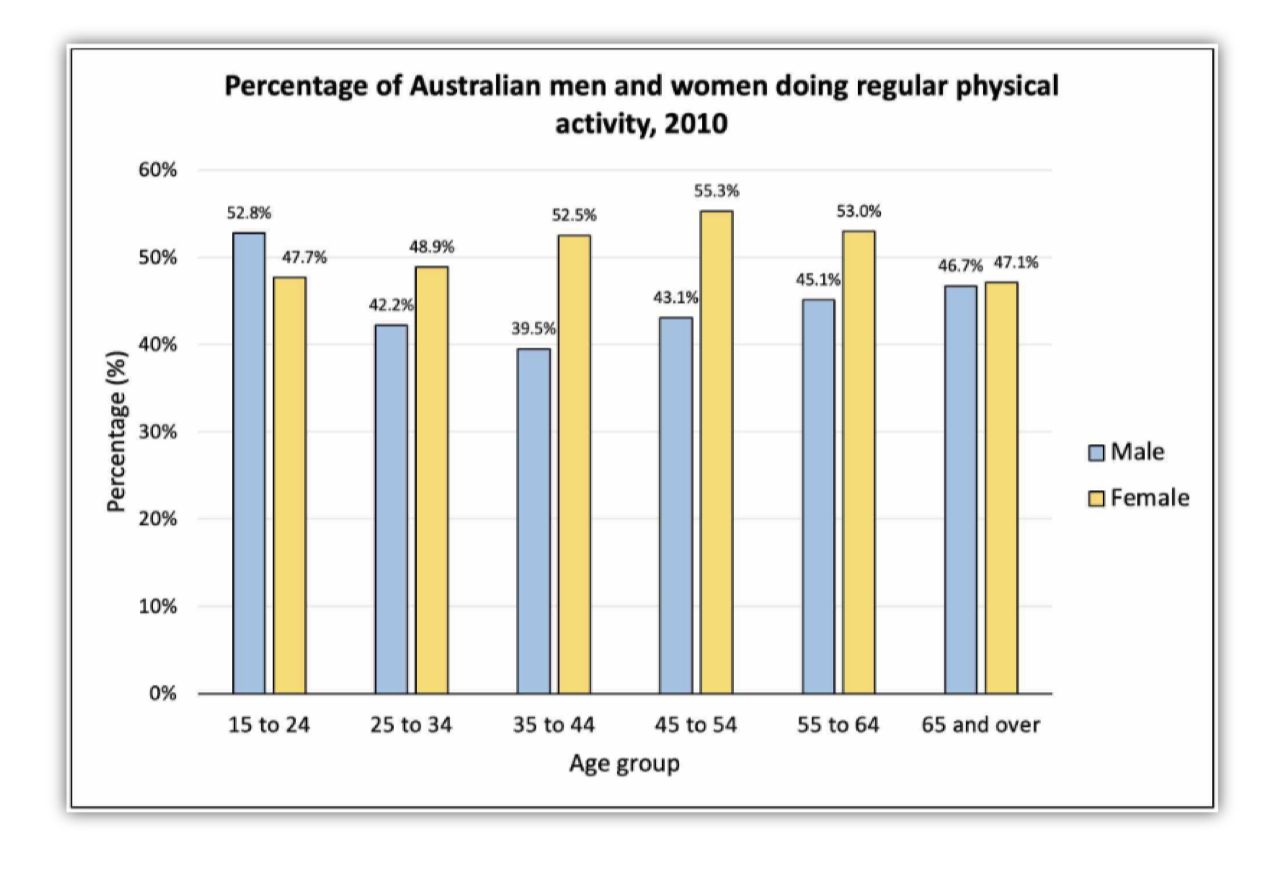 Percentage of Australian men and women doing regular physical
activity, 2010
60%
50%
40%
30%
20%
10%
0%
Percentage (%)
52.8%
47.7%
42.2%
48.9%
39.5%
52.5%
43.1%
55.3%
45.1%
53.0%
46.7%
47.1%
Male
Female
15 to 24
25 to 34
35 to 44
45 to 54
55 to 64
65 and over
Age group